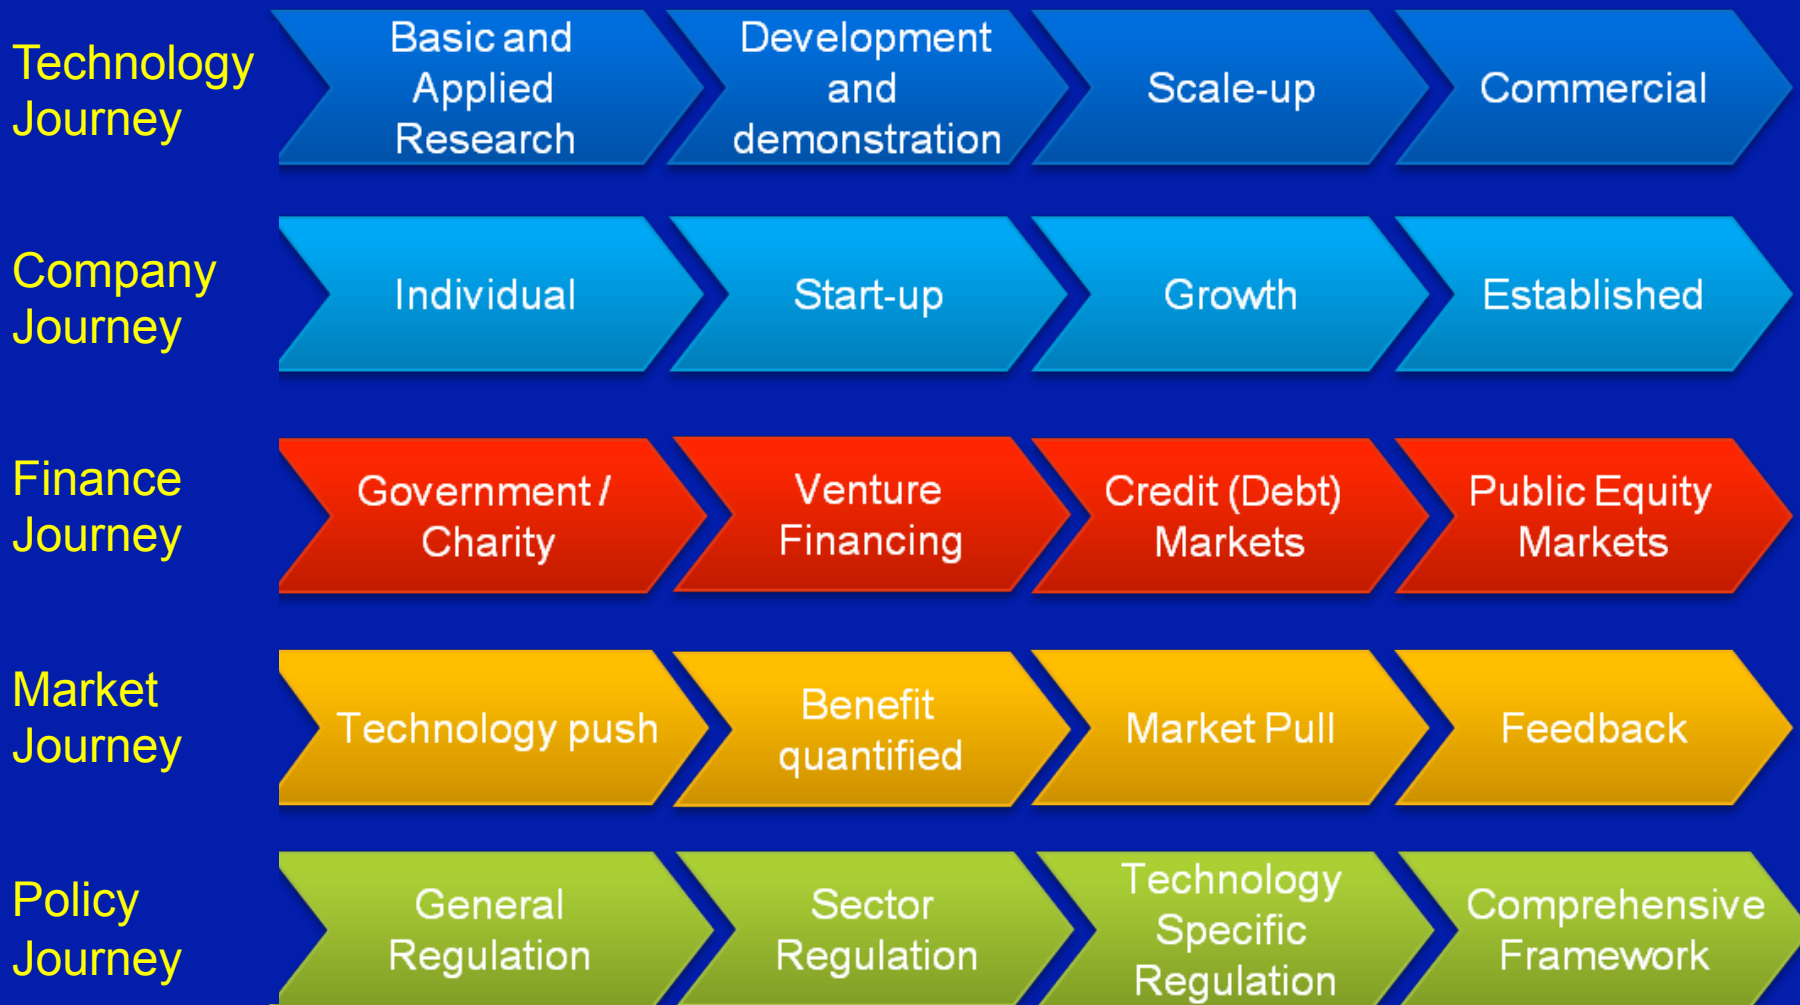 Technology
Journey
Basic and
Applied
Research
Development
and
demonstration
Scale-up
Commercial
Company
Journey
Individual
Start-up
Growth
Established
Finance
Journey
Government /
Charity
Venture
Financing
Credit (Debt)
Markets
Public Equity
Markets
Market
Journey
Technology push
Benefit
quantified
Market Pull
Feedback
Policy
Journey
General
Regulation
Sector
Regulation
Technology
Specific
Regulation
Comprehensive
Framework